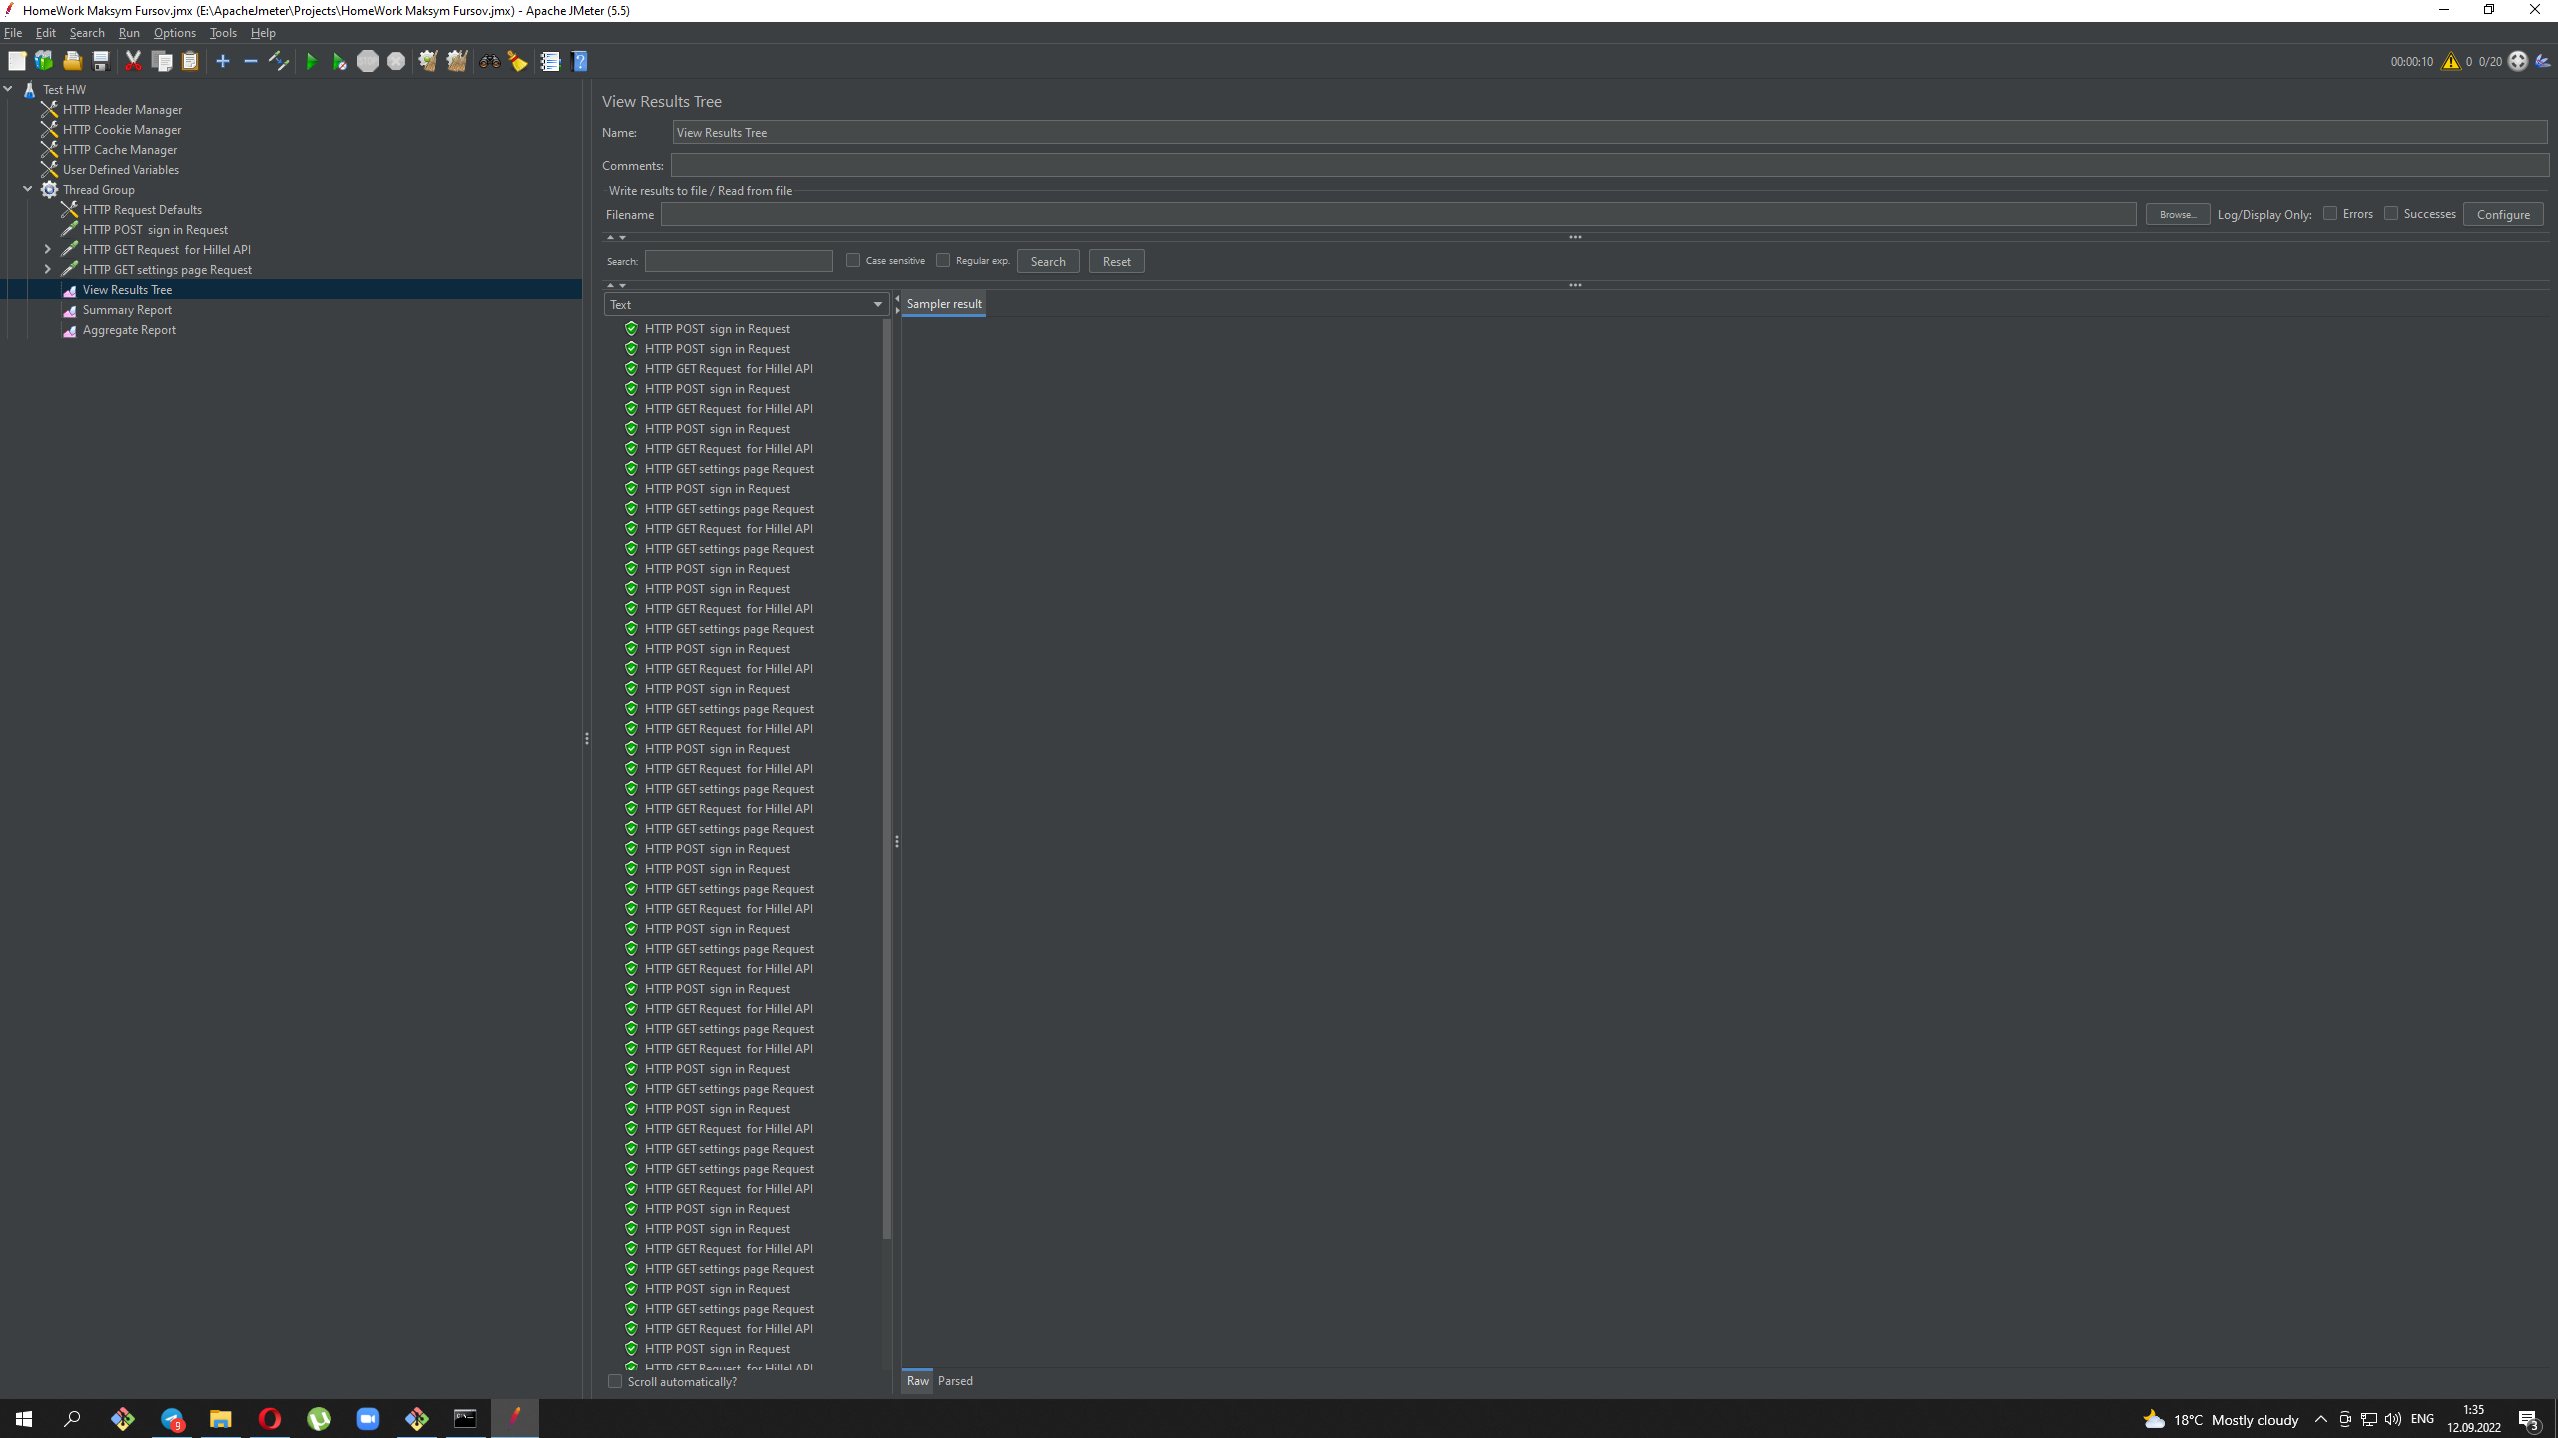 HomeWork Maksym Fursov.jmx (E:\ApacheJmeter\Projects\HomeWork Maksym Fursov.jmx) - Apache JMeter (5.5)
File Edit Search Run Options Tools Help
00:00:10 0 0/20
Test HW
HTTP Header Manager
HTTP Cookie Manager
HTTP Cache Manager
User Defined Variables
Thread Group
HTTP Request Defaults
HTTP POST sign in Request
HTTP GET Request for Hillel API
HTTP GET settings page Request
View Results Tree
Summary Report
Aggregate Report
View Results Tree
Name: View Results Tree
Comments:
Write results to file / Read from file
Filename Browse... Log/Display Only: Errors Successes Configure
Search: Case sensitive Regular exp. Search Reset
Text
Sampler result
HTTP POST sign in Request
HTTP POST sign in Request
HTTP GET Request for Hillel API
HTTP POST sign in Request
HTTP GET Request for Hillel API
HTTP POST sign in Request
HTTP GET Request for Hillel API
HTTP GET settings page Request
HTTP POST sign in Request
HTTP GET settings page Request
HTTP GET Request for Hillel API
HTTP GET settings page Request
HTTP POST sign in Request
HTTP POST sign in Request
HTTP GET Request for Hillel API
HTTP GET settings page Request
HTTP POST sign in Request
HTTP GET Request for Hillel API
HTTP POST sign in Request
HTTP GET settings page Request
HTTP GET Request for Hillel API
HTTP POST sign in Request
HTTP GET Request for Hillel API
HTTP GET settings page Request
HTTP GET Request for Hillel API
HTTP GET settings page Request
HTTP POST sign in Request
HTTP POST sign in Request
HTTP GET settings page Request
HTTP GET Request for Hillel API
HTTP POST sign in Request
HTTP GET settings page Request
HTTP GET Request for Hillel API
HTTP POST sign in Request
HTTP GET Request for Hillel API
HTTP GET settings page Request
HTTP GET Request for Hillel API
HTTP POST sign in Request
HTTP GET settings page Request
HTTP POST sign in Request
HTTP GET Request for Hillel API
HTTP GET settings page Request
HTTP GET settings page Request
HTTP GET Request for Hillel API
HTTP POST sign in Request
HTTP POST sign in Request
HTTP GET Request for Hillel API
HTTP GET settings page Request
HTTP POST sign in Request
HTTP GET settings page Request
HTTP GET Request for Hillel API
HTTP POST sign in Request
HTTP GET Request for Hillel API
Scroll automatically?
Raw Parsed
9
18°C Mostly cloudy
ENG
1:35
12.09.2022
3